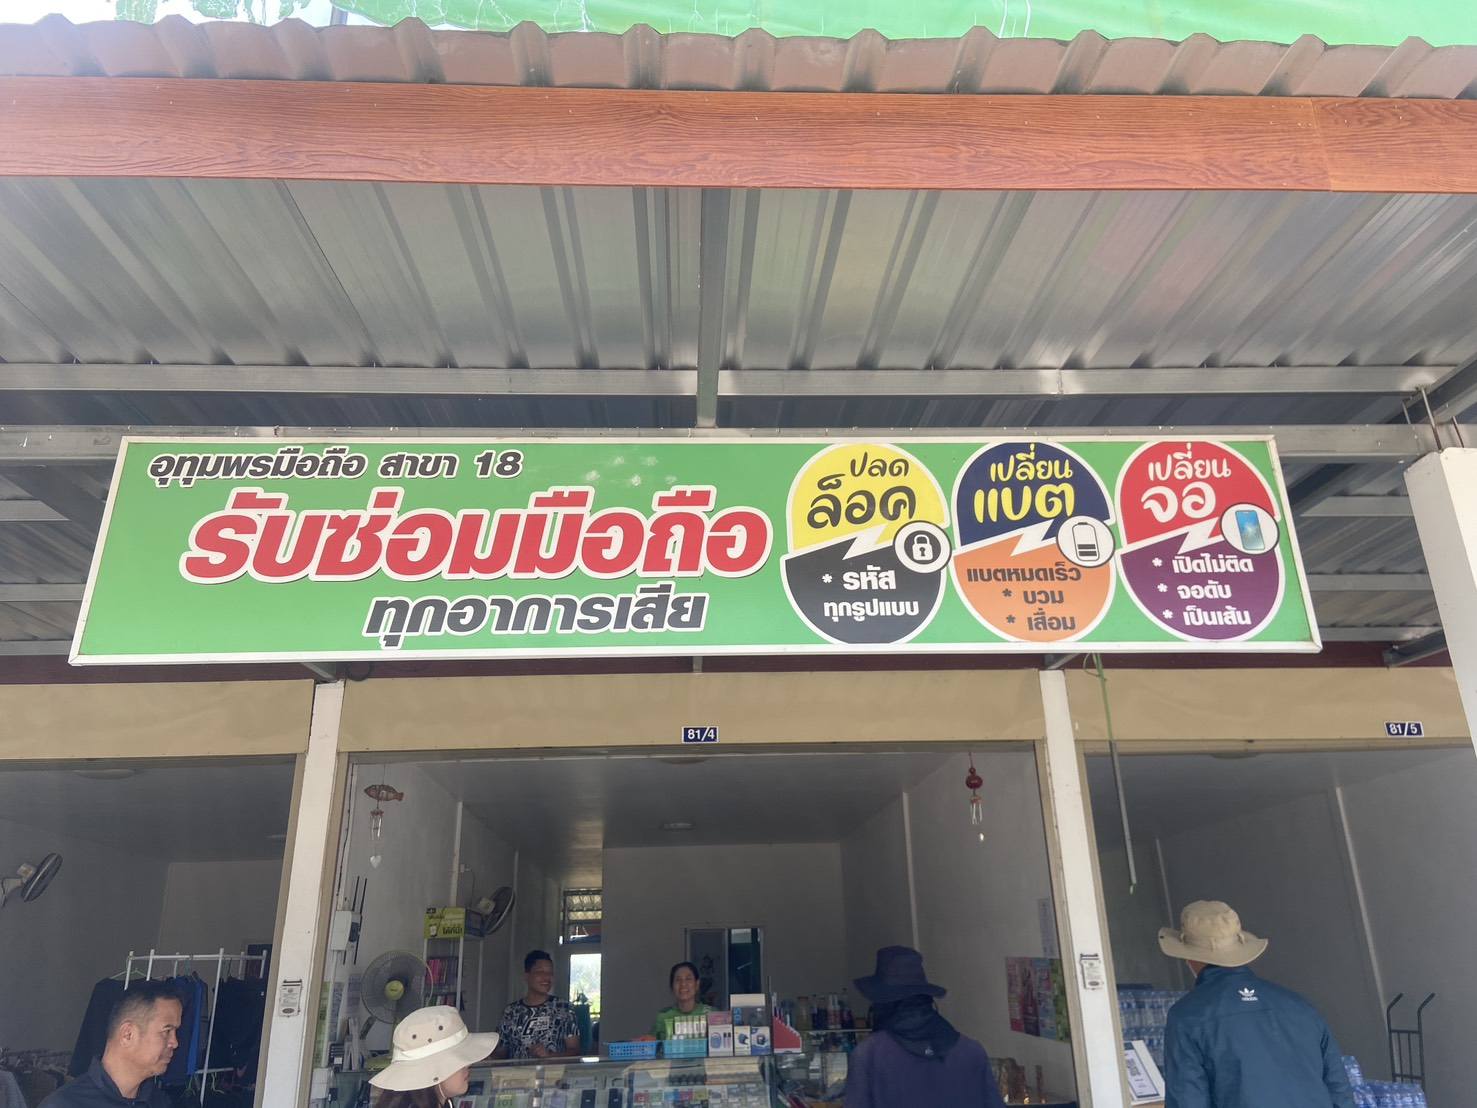 อุทุมพรมือถือ สาขา 18
รับซ่อมมือถือ
ทุกอาการเสีย
ปลด
ล็อค
* รหัส
ทุกรูปแบบ
เปลี่ยน
แบต
แบตหมดเร็ว
* บวม
* เสื่อม
เปลี่ยน
จอ
* เปิดไม่ติด
* จอดับ
* เป็นเส้น
81/4
81/5
adidas